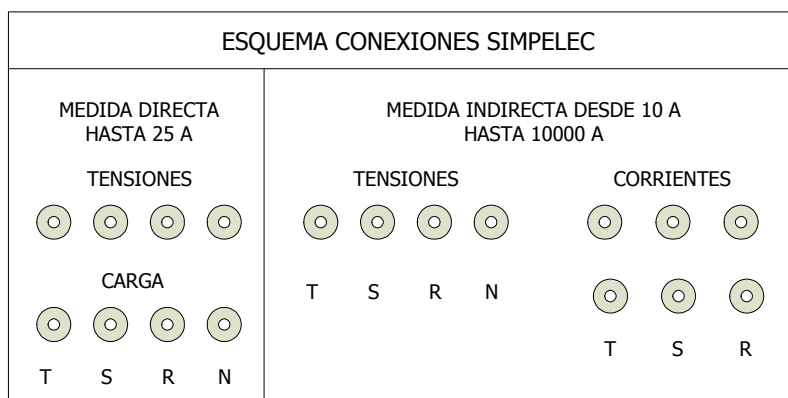 ESQUEMA CONEXIONES SIMPELEC
MEDIDA DIRECTA
HASTA 25 A
TENSIONES
CARGA
T S R N
MEDIDA INDIRECTA DESDE 10 A
HASTA 10000 A
TENSIONES
T S R N
CORRIENTES
T S R